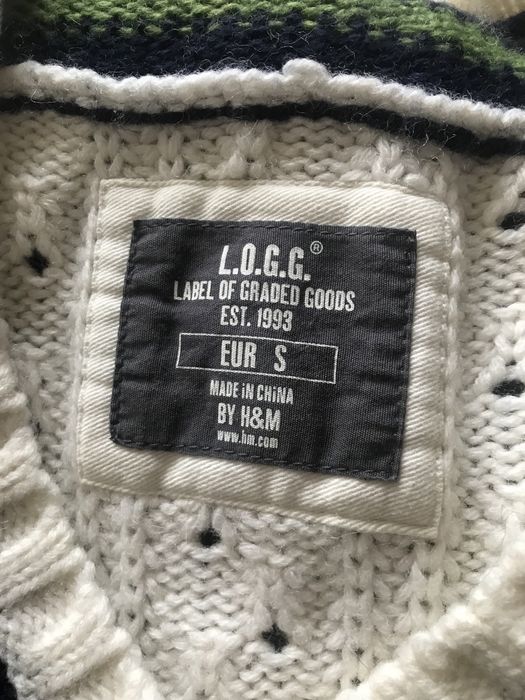 L.O.G.G.®
LABEL OF GRADED GOODS
EST. 1993
EUR S
MADE IN CHINA
BY H&M
www.hm.com